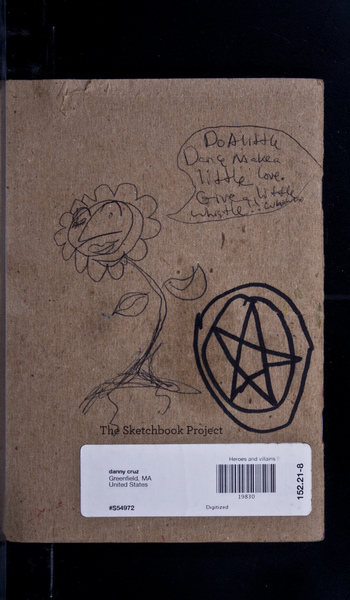 Do A little
Dance Make a
little love.
Give a little
whistle!!
The Sketchbook Project
Heroes and villains
danny cruz
Greenfield, MA
United States
19830
#S54972
Digitized
152.21-8